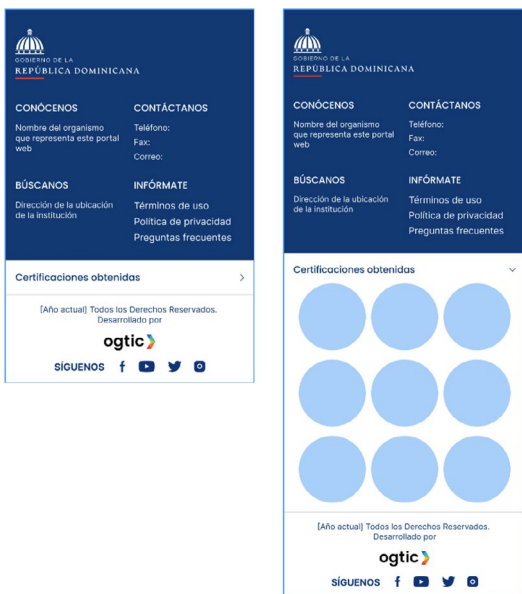 GOBIERNO DE LA
REPÚBLICA DOMINICANA
CONÓCENOS
Nombre del organismo
que representa este portal
web
CONTÁCTANOS
Teléfono:
Fax:
Correo:
BÚSCANOS
Dirección de la ubicación
de la institución
INFÓRMATE
Términos de uso
Política de privacidad
Preguntas frecuentes
Certificaciones obtenidas
[Año actual] Todos los Derechos Reservados.
Desarrollado por
ogtic
SÍGUENOS
GOBIERNO DE LA
REPÚBLICA DOMINICANA
CONÓCENOS
Nombre del organismo
que representa este portal
web
CONTÁCTANOS
Teléfono:
Fax:
Correo:
BÚSCANOS
Dirección de la ubicación
de la institución
INFÓRMATE
Términos de uso
Política de privacidad
Preguntas frecuentes
Certificaciones obtenidas
[Año actual] Todos los Derechos Reservados.
Desarrollado por
ogtic
SÍGUENOS